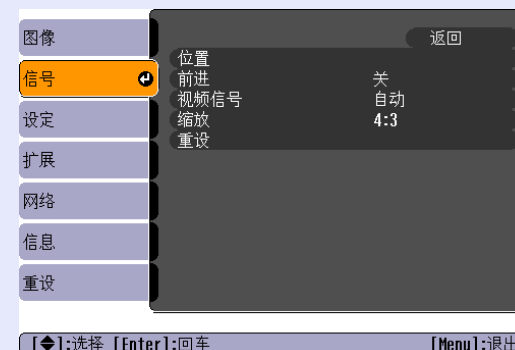 图像
信号
设定
扩展
网络
信息
重设
返回
位置
前进 关
视频信号 自动
缩放 4:3
重设
[◆]:选择 [Enter]:回车 [Menu]:退出